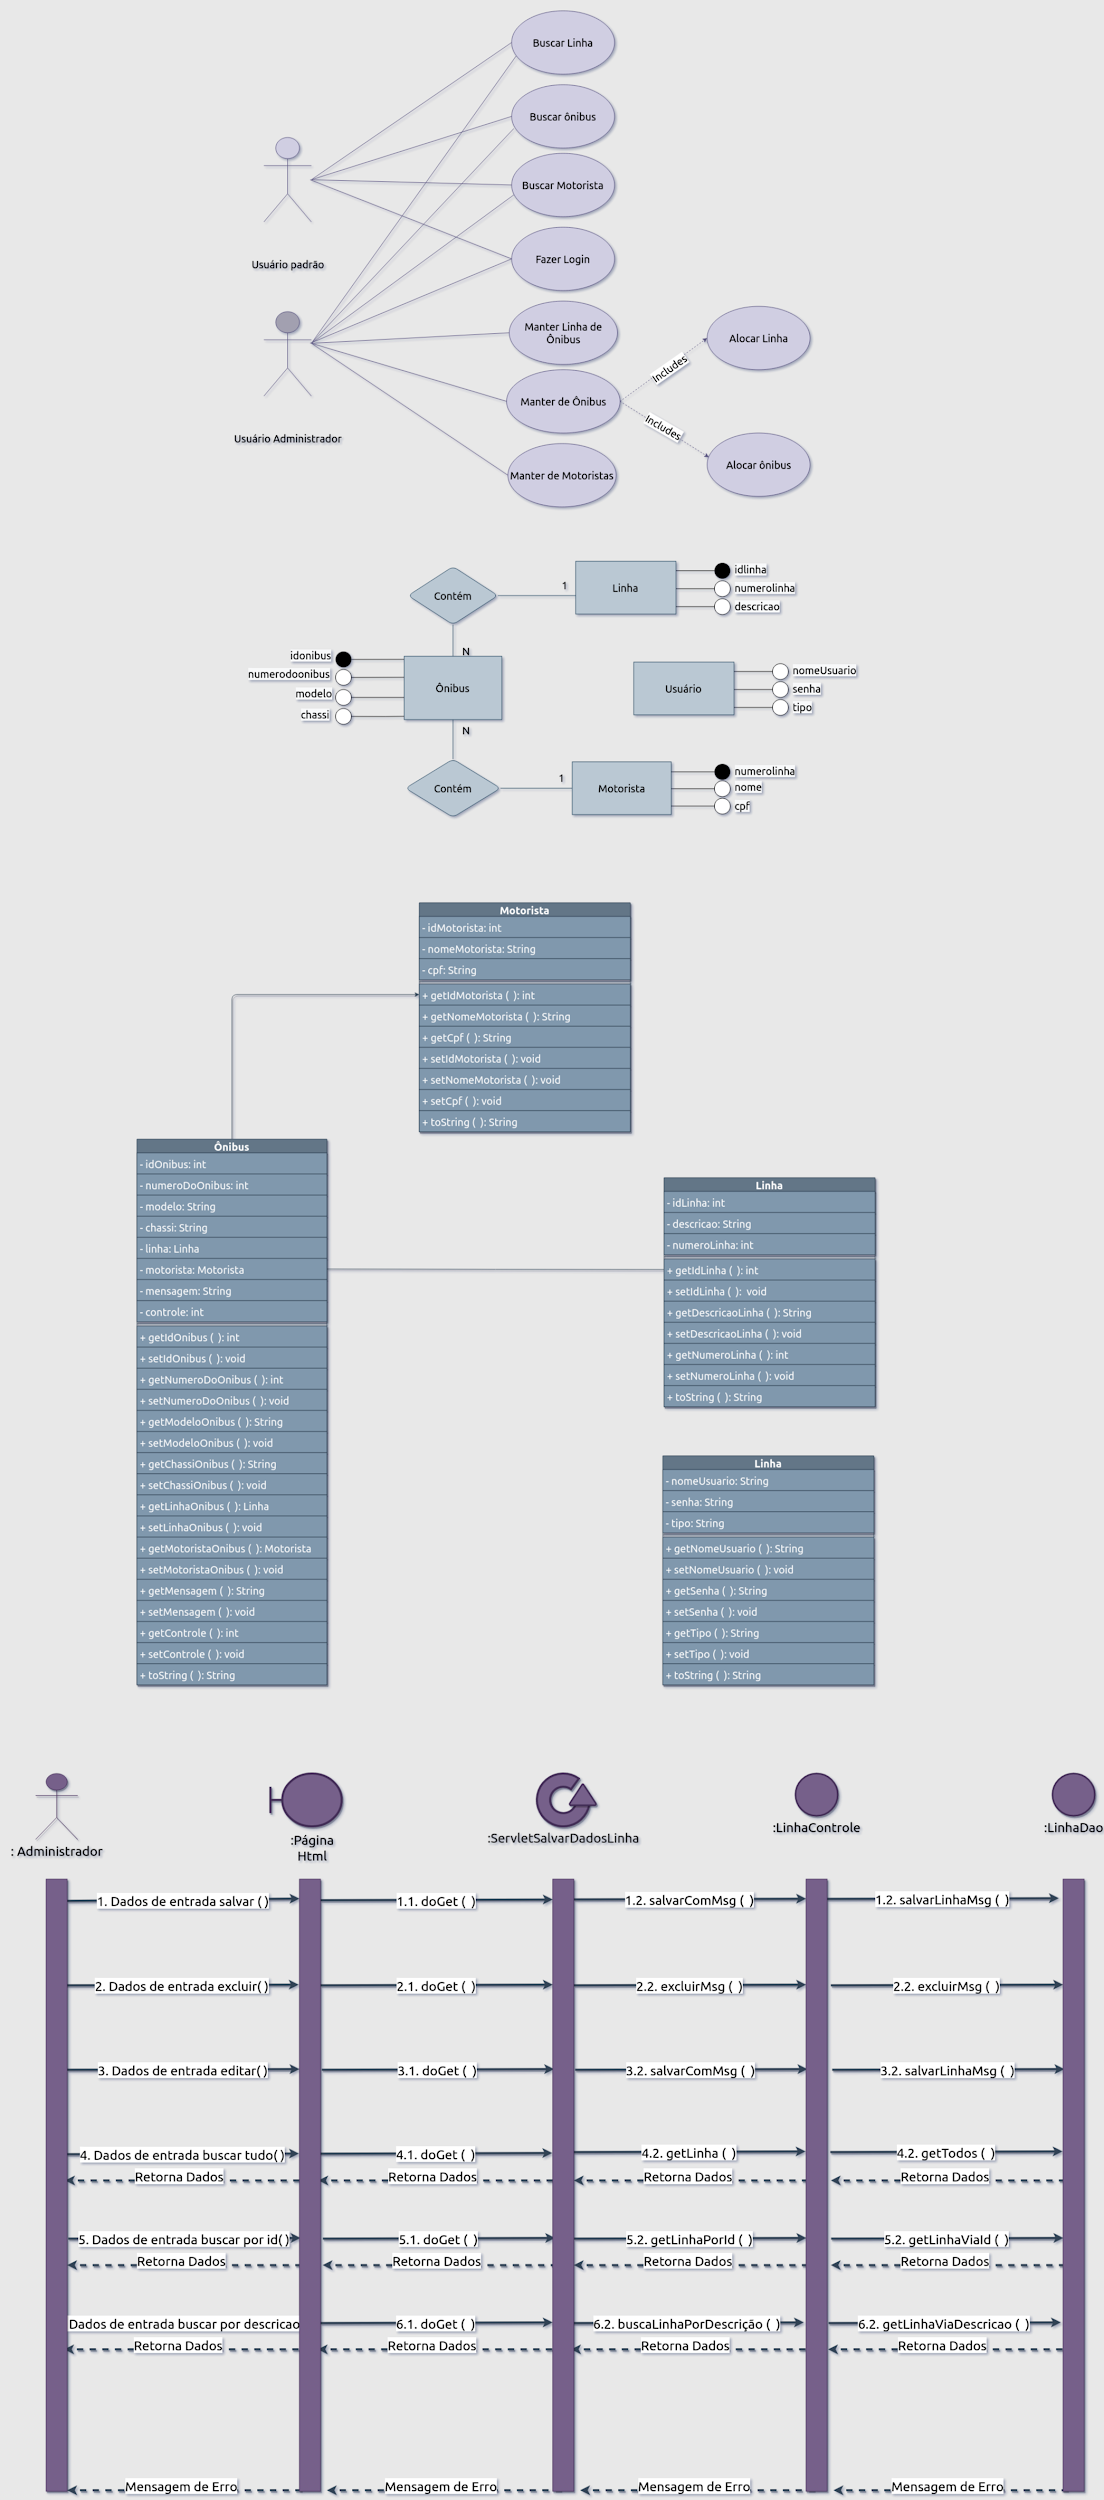 Buscar Linha
Buscar ônibus
Buscar Motorista
Usuário padrão
Fazer Login
Manter Linha de
Ônibus
Alocar Linha
Includes
Manter de Ônibus
Includes
Usuário Administrador
Alocar ônibus
Manter de Motoristas
Contém
1
Linha
idlinha
numerolinha
descricao
N
idonibus
numerodoonibus
modelo
chassi
Ônibus
Usuário
nomeUsuario
senha
tipo
N
Contém
1
Motorista
numerolinha
nome
cpf
Motorista
- idMotorista: int
- nomeMotorista: String
- cpf: String
+ getIdMotorista ( ): int
+ getNomeMotorista ( ): String
+ getCpf ( ): String
+ setIdMotorista ( ): void
+ setNomeMotorista ( ): void
+ setCpf ( ): void
+ toString ( ): String
Ônibus
- idOnibus: int
- numeroDoOnibus: int
- modelo: String
- chassi: String
- linha: Linha
- motorista: Motorista
- mensagem: String
- controle: int
+ getIdOnibus ( ): int
+ setIdOnibus ( ): void
+ getNumeroDoOnibus ( ): int
+ setNumeroDoOnibus ( ): void
+ getModeloOnibus ( ): String
+ setModeloOnibus ( ): void
+ getChassiOnibus ( ): String
+ setChassiOnibus ( ): void
+ getLinhaOnibus ( ): Linha
+ setLinhaOnibus ( ): void
+ getMotoristaOnibus ( ): Motorista
+ setMotoristaOnibus ( ): void
+ getMensagem ( ): String
+ setMensagem ( ): void
+ getControle ( ): int
+ setControle ( ): void
+ toString ( ): String
Linha
- idLinha: int
- descricao: String
- numeroLinha: int
+ getIdLinha ( ): int
+ setIdLinha ( ): void
+ getDescricaoLinha ( ): String
+ setDescricaoLinha ( ): void
+ getNumeroLinha ( ): int
+ setNumeroLinha ( ): void
+ toString ( ): String
Linha
- nomeUsuario: String
- senha: String
- tipo: String
+ getNomeUsuario ( ): String
+ setNomeUsuario ( ): void
+ getSenha ( ): String
+ setSenha ( ): void
+ getTipo ( ): String
+ setTipo ( ): void
+ toString ( ): String
: Administrador
:Página
Html
:ServletSalvarDadosLinha
:LinhaControle
:LinhaDao
1. Dados de entrada salvar ( )
1.1. doGet ( )
1.2. salvarComMsg ( )
1.2. salvarLinhaMsg ( )
2. Dados de entrada excluir( )
2.1. doGet ( )
2.2. excluirMsg ( )
2.2. excluirMsg ( )
3. Dados de entrada editar( )
3.1. doGet ( )
3.2. salvarComMsg ( )
3.2. salvarLinhaMsg ( )
4. Dados de entrada buscar tudo( )
4.1. doGet ( )
4.2. getLinha ( )
4.2. getTodos ( )
Retorna Dados
Retorna Dados
Retorna Dados
Retorna Dados
5. Dados de entrada buscar por id( )
5.1. doGet ( )
5.2. getLinhaPorId ( )
5.2. getLinhaViaId ( )
Retorna Dados
Retorna Dados
Retorna Dados
Retorna Dados
Dados de entrada buscar por descricao
6.1. doGet ( )
6.2. buscaLinhaPorDescrição ( )
6.2. getLinhaViaDescricao ( )
Retorna Dados
Retorna Dados
Retorna Dados
Retorna Dados
Mensagem de Erro
Mensagem de Erro
Mensagem de Erro
Mensagem de Erro